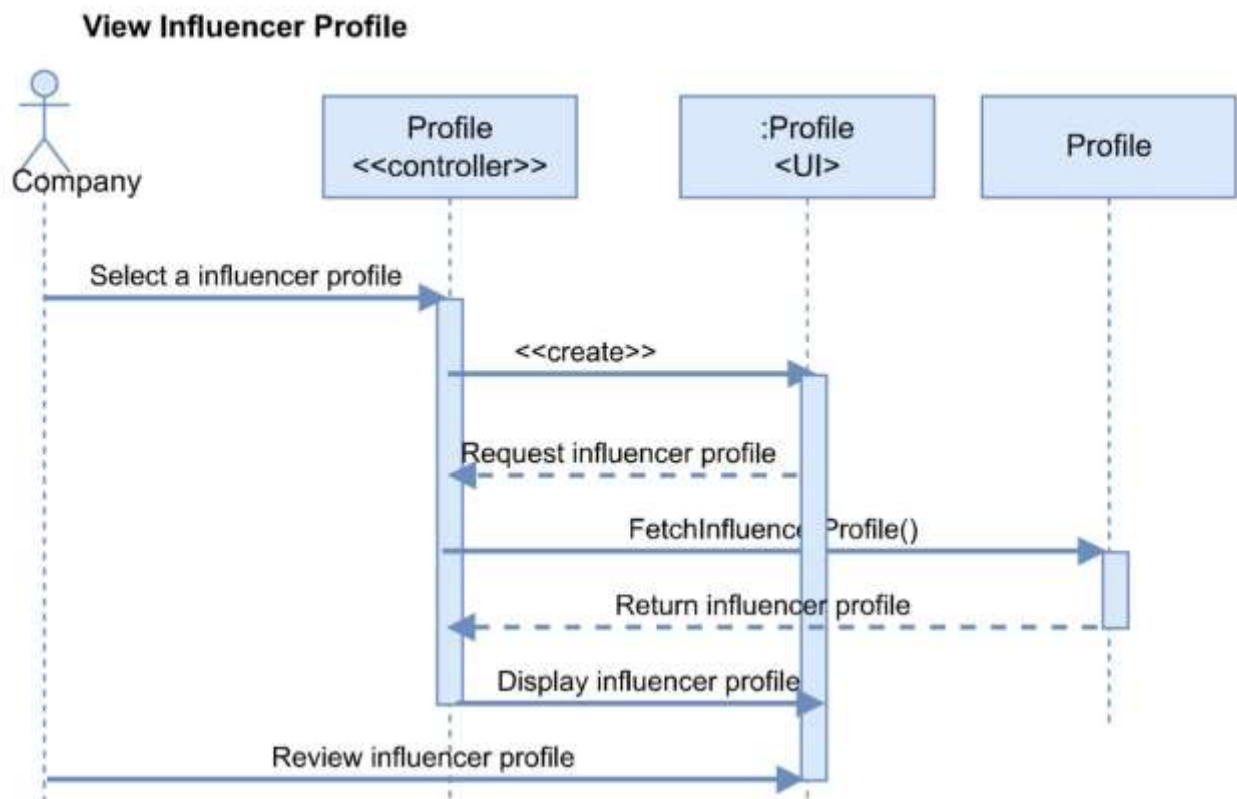 View Influencer Profile
Company
Profile
<<controller>>
:Profile
<UI>
Profile
Select a influencer profile
<<create>>
Request influencer profile
FetchInfluencerProfile()
Return influencer profile
Display influencer profile
Review influencer profile